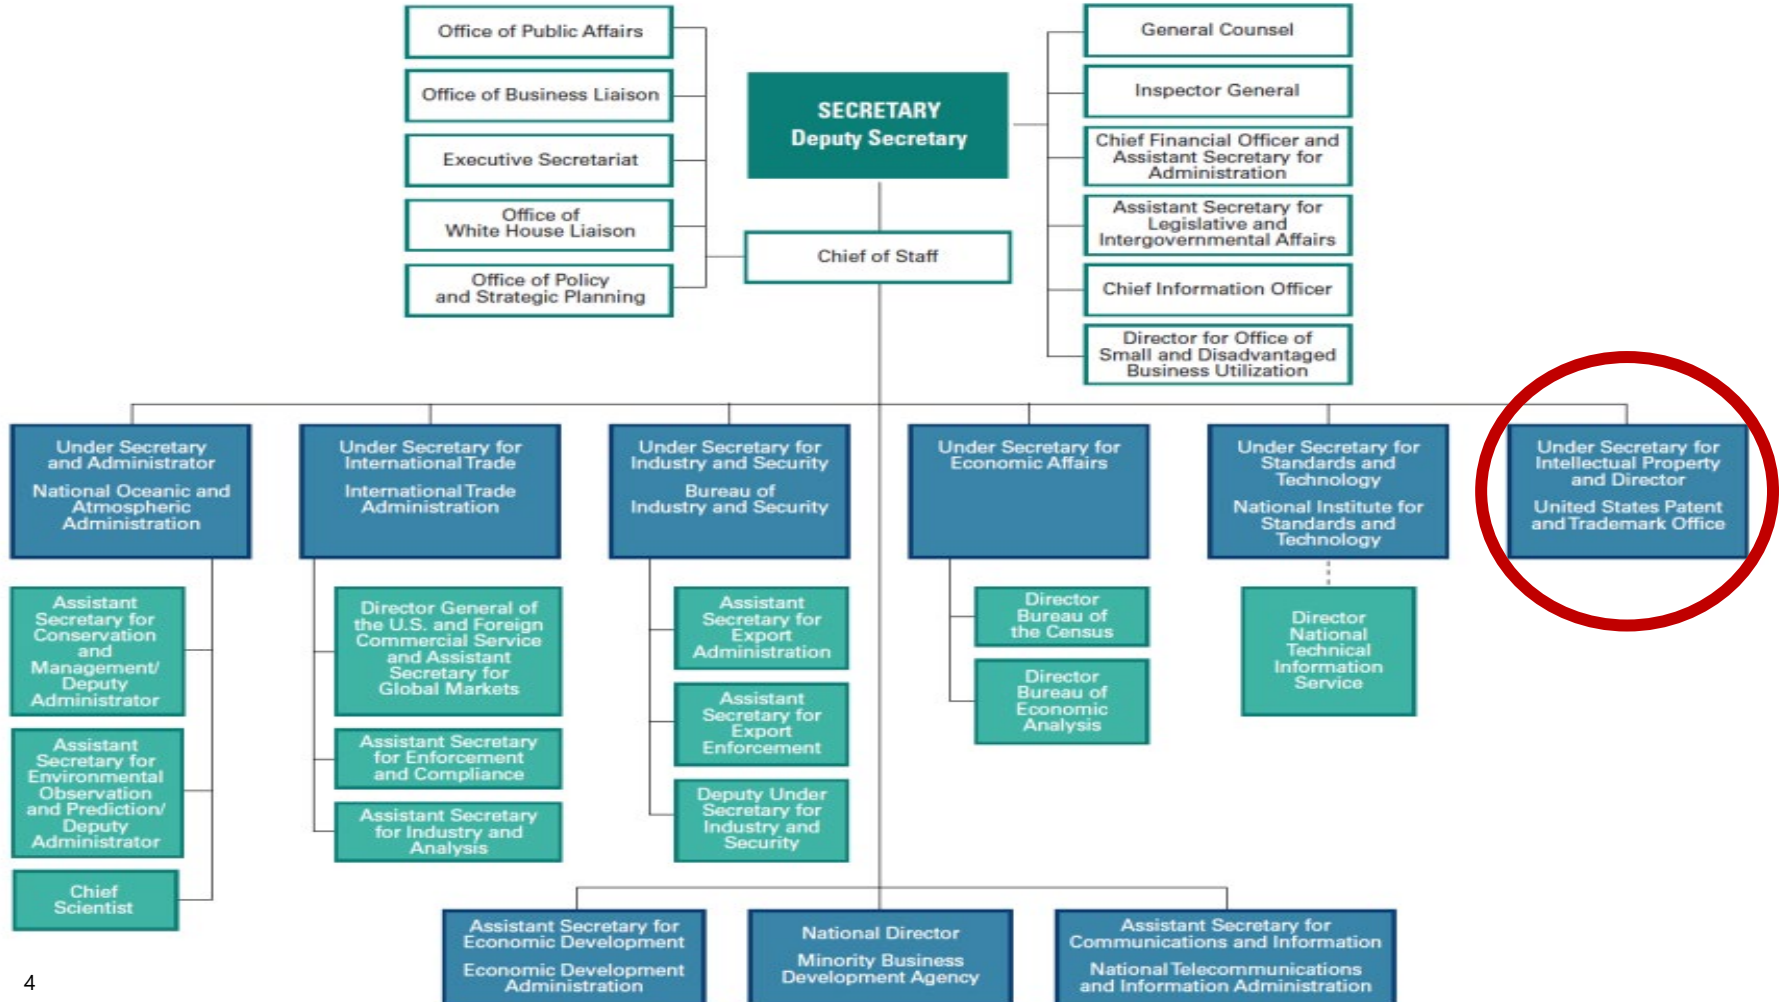 Office of Public Affairs
Office of Business Liaison
Executive Secretariat
Office of
White House Liaison
Office of Policy
and Strategic Planning
SECRETARY
Deputy Secretary
Chief of Staff
General Counsel
Inspector General
Chief Financial Officer and
Assistant Secretary for
Administration
Assistant Secretary for
Legislative and
Intergovernmental Affairs
Chief Information Officer
Director for Office of
Small and Disadvantaged
Business Utilization
Under Secretary
and Administrator
National Oceanic and
Atmospheric
Administration
Under Secretary for
International Trade
International Trade
Administration
Under Secretary for
Industry and Security
Bureau of
Industry and Security
Under Secretary for
Economic Affairs
Under Secretary for
Standards and
Technology
National Institute for
Standards and
Technology
Under Secretary for
Intellectual Property
and Director
United States Patent
and Trademark Office
Assistant
Secretary for
Conservation
and
Management/
Deputy
Administrator
Assistant
Secretary for
Environmental
Observation
and Prediction/
Deputy
Administrator
Chief
Scientist
Director General of
the U.S. and Foreign
Commercial Service
and Assistant
Secretary for
Global Markets
Assistant Secretary
for Enforcement
and Compliance
Assistant Secretary
for Industry and
Analysis
Assistant
Secretary for
Export
Administration
Assistant
Secretary for
Export
Enforcement
Deputy Under
Secretary for
Industry and
Security
Director
Bureau of
the Census
Director
Bureau of
Economic
Analysis
Director
National
Technical
Information
Service
Assistant Secretary for
Economic Development
Economic Development
Administration
National Director
Minority Business
Development Agency
Assistant Secretary for
Communications and Information
National Telecommunications
and Information Administration
4